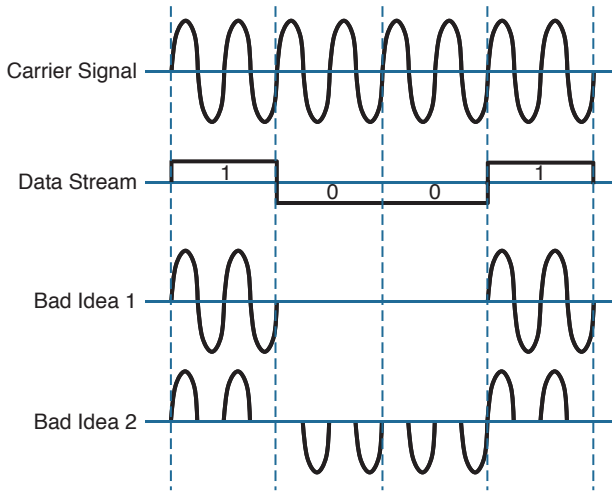 Carrier Signal
Data Stream
1
0
0
1
Bad Idea 1
Bad Idea 2